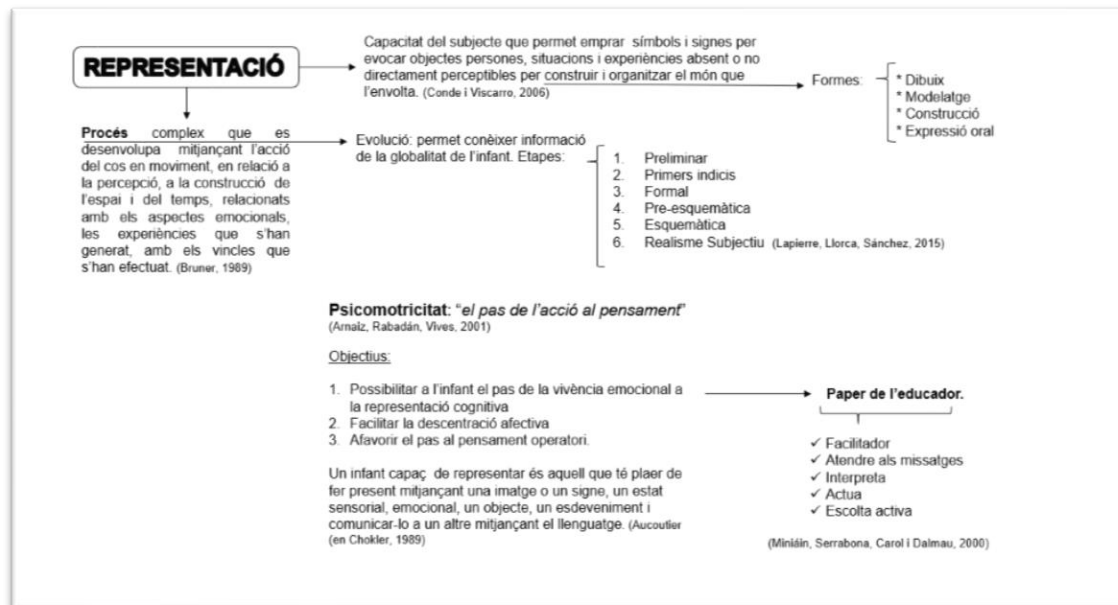 REPRESENTACIÓ
Capacitat del subjecte que permet emprar símbols i signes per
evocar objectes persones, situacions i experiències absent o no
directament perceptibles per construir i organitzar el món que
l'envolta. (Conde i Viscarro, 2006)
Formes:
* Dibuix
* Modelatge
* Construcció
* Expressió oral
Procés complex que es
desenvolupa mitjançant l'acció
del cos en moviment, en relació a
la percepció, a la construcció de
l'espai i del temps, relacionats
amb els aspectes emocionals,
les experiències que s'han
generat, amb els vincles que
s'han efectuat. (Bruner, 1989)
Evolució: permet conèixer informació
de la globalitat de l'infant. Etapes:
1. Preliminar
2. Primers indicis
3. Formal
4. Pre-esquemàtica
5. Esquemàtica
6. Realisme Subjectiu (Lapierre, Llorca, Sánchez, 2015)
Psicomotricitat: "el pas de l'acció al pensament"
(Arnaiz, Rabadán, Vives, 2001)
Objectius:
1. Possibilitar a l'infant el pas de la vivència emocional a
la representació cognitiva
2. Facilitar la descentració afectiva
3. Afavorir el pas al pensament operatori.
Un infant capaç de representar és aquell que té plaer de
fer present mitjançant una imatge o un signe, un estat
sensorial, emocional, un objecte, un esdeveniment i
comunicar-lo a un altre mitjançant el llenguatge. (Aucoutier
(en Chokler, 1989)
Paper de l'educador.
✓ Facilitador
✓ Atendre als missatges
✓ Interpreta
✓ Actua
✓ Escolta activa
(Miniáin, Serrabona, Carol i Dalmau, 2000)